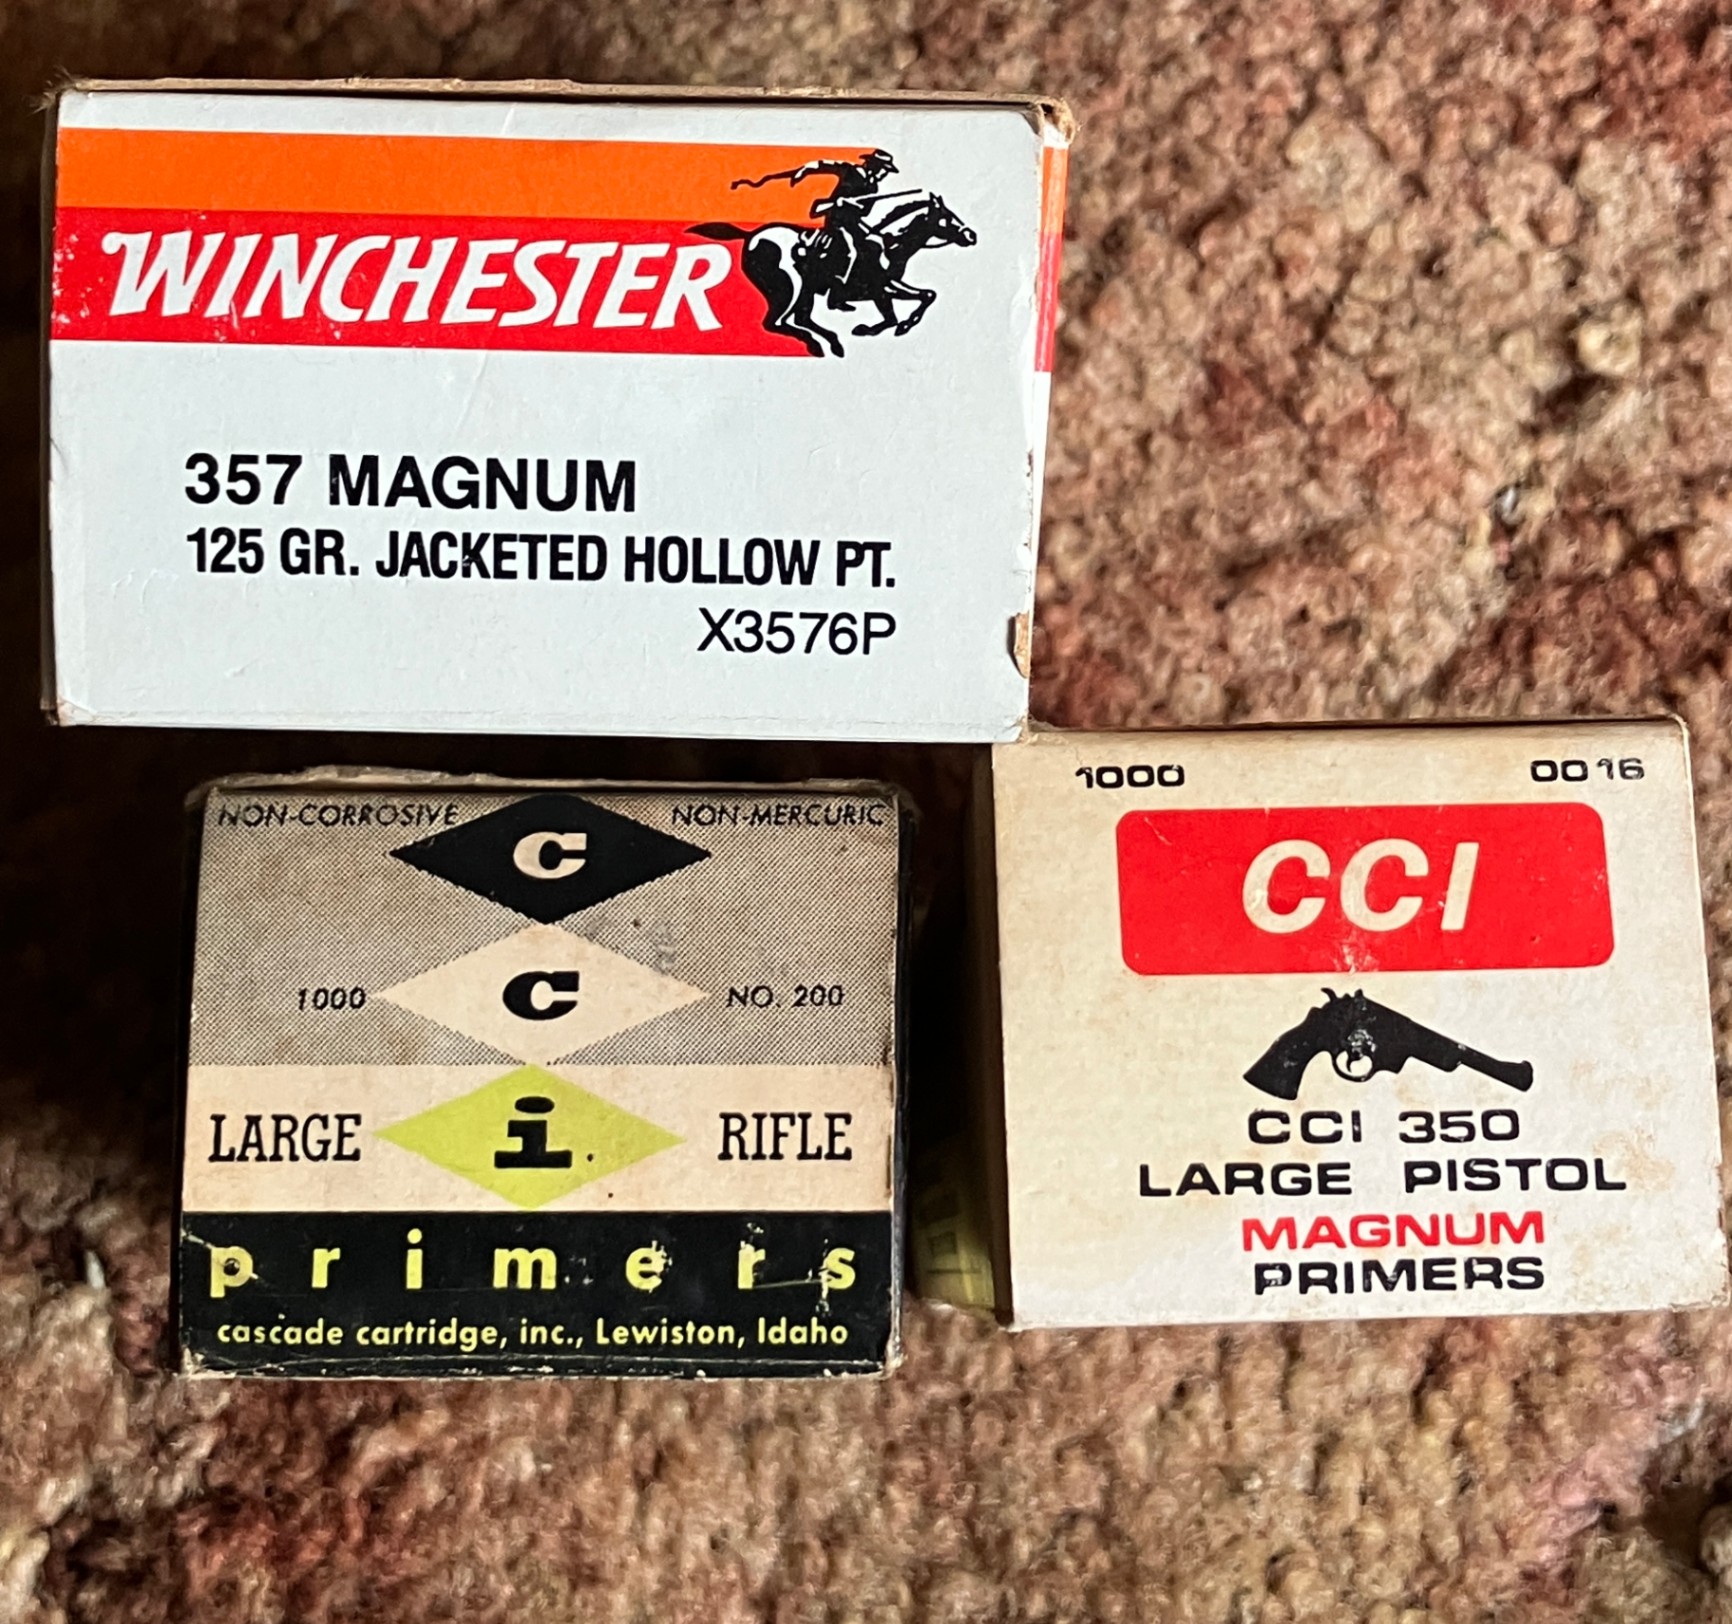 WINCHESTER
357 MAGNUM
125 GR. JACKETED HOLLOW PT.
X3576P
NON-CORROSIVE C NON-MERCURIC
1000 C NO. 200
LARGE i RIFLE
primers
cascade cartridge, inc., Lewiston, Idaho
1000 0016
CCI
CCI 350
LARGE PISTOL
MAGNUM
PRIMERS